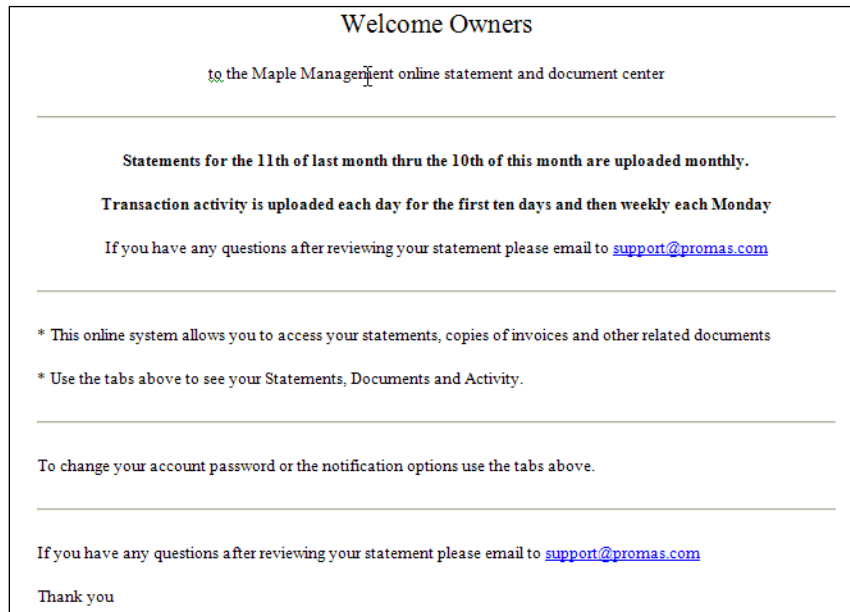 Welcome Owners
to the Maple Management online statement and document center
Statements for the 11th of last month thru the 10th of this month are uploaded monthly.
Transaction activity is uploaded each day for the first ten days and then weekly each Monday
If you have any questions after reviewing your statement please email to support@promas.com
* This online system allows you to access your statements, copies of invoices and other related documents
* Use the tabs above to see your Statements, Documents and Activity.
To change your account password or the notification options use the tabs above.
If you have any questions after reviewing your statement please email to support@promas.com
Thank you